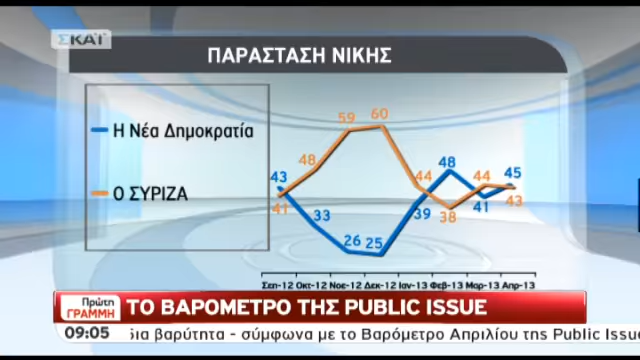 ΣΚΑΪ
ΠΑΡΑΣΤΑΣΗ ΝΙΚΗΣ
Η Νέα Δημοκρατία
Ο ΣΥΡΙΖΑ
59 60
48 48
43 44 44 45
41 33 39 38 41 43
26 25
Σεπ-12 Οκτ-12 Νοε-12 Δεκ-12 Ιαν-13 Φεβ-13 Μαρ-13 Απρ-13
Πρώτη
ΓΡΑΜΜΗ
ΤΟ ΒΑΡΟΜΕΤΡΟ ΤΗΣ PUBLIC ISSUE
09:05 δια βαρύτητα - σύμφωνα με το Βαρόμετρο Απριλίου της Public Issue